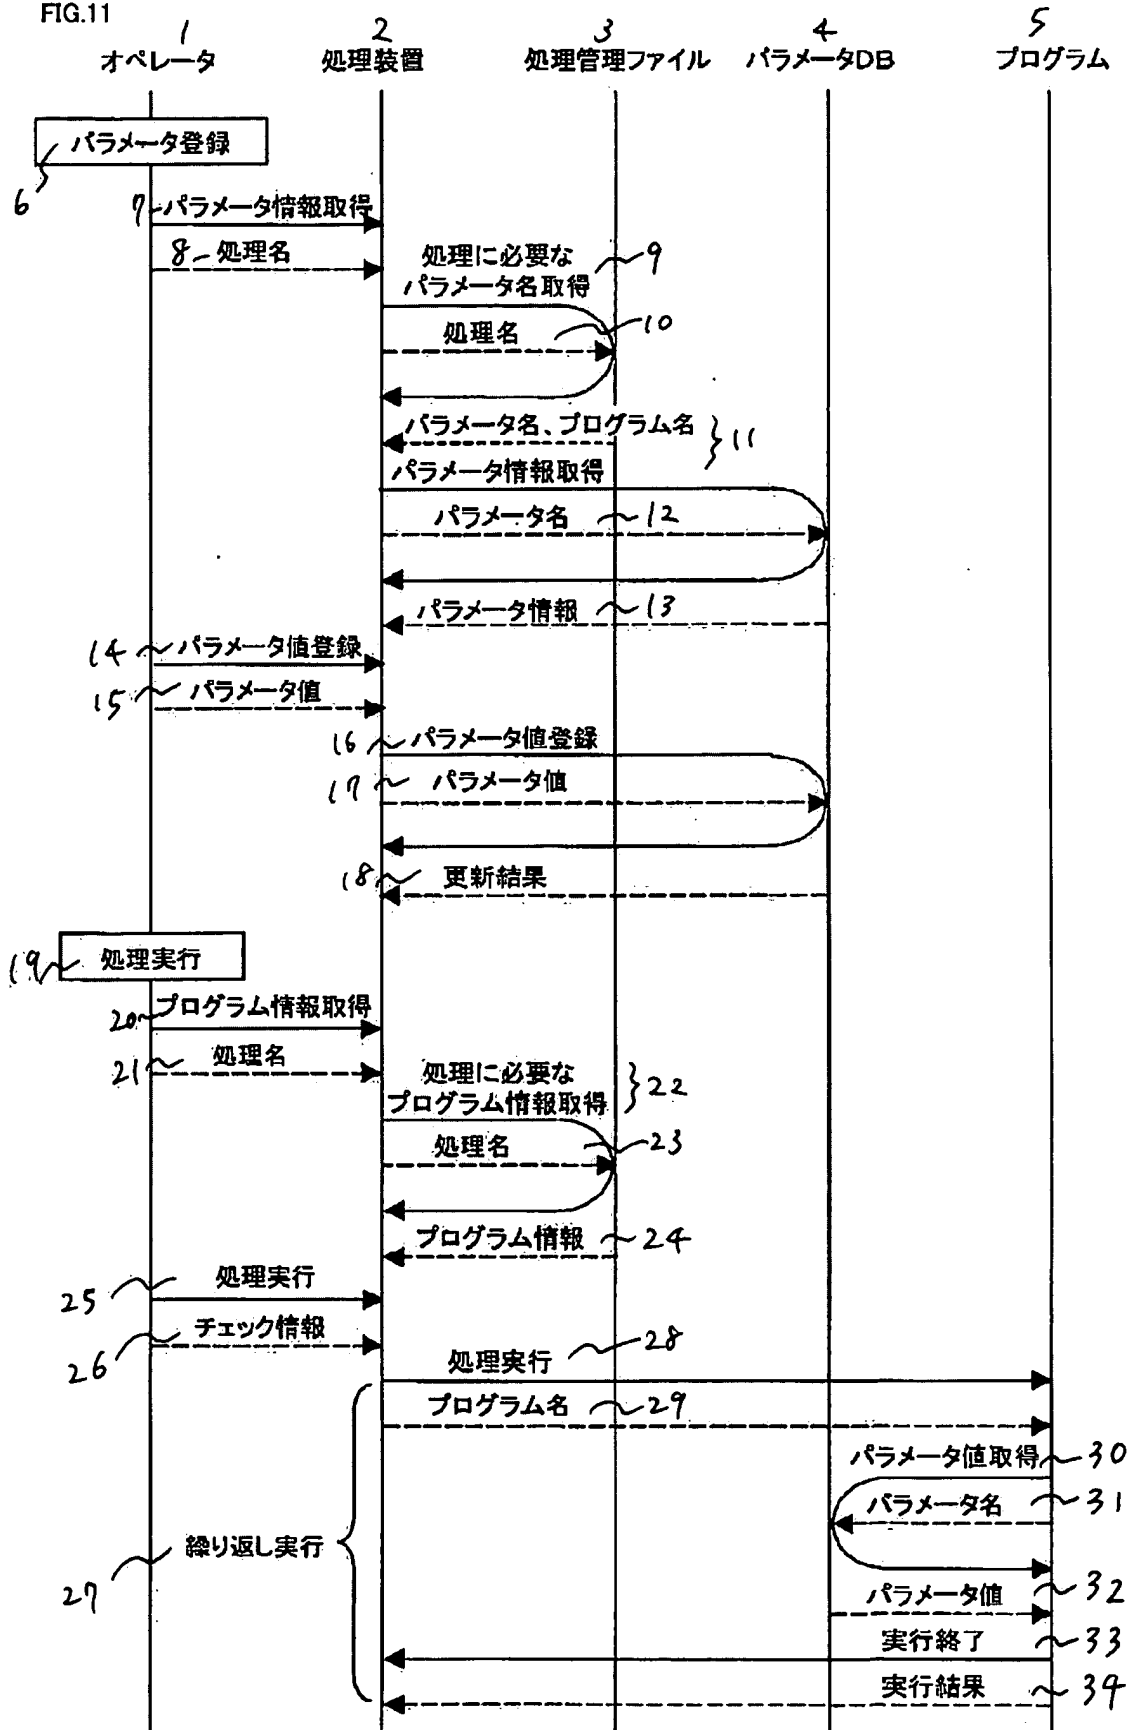 FIG.11
1 2 3 4 5
オペレータ 処理装置 処理管理ファイル パラメータDB プログラム
パラメータ登録
6
7 パラメータ情報取得
8 処理名
処理に必要な 9
パラメータ名取得
処理名 10
パラメータ名、プログラム名 11
パラメータ情報取得
パラメータ名 12
パラメータ情報 13
14 パラメータ値登録
15 パラメータ値
16 パラメータ値登録
17 パラメータ値
18 更新結果
19 処理実行
20 プログラム情報取得
21 処理名
処理に必要な 22
プログラム情報取得
処理名 23
プログラム情報 24
25 処理実行
26 チェック情報
処理実行 28
プログラム名 29
パラメータ値取得 30
パラメータ名 31
繰り返し実行
27
パラメータ値 32
実行終了 33
実行結果 34